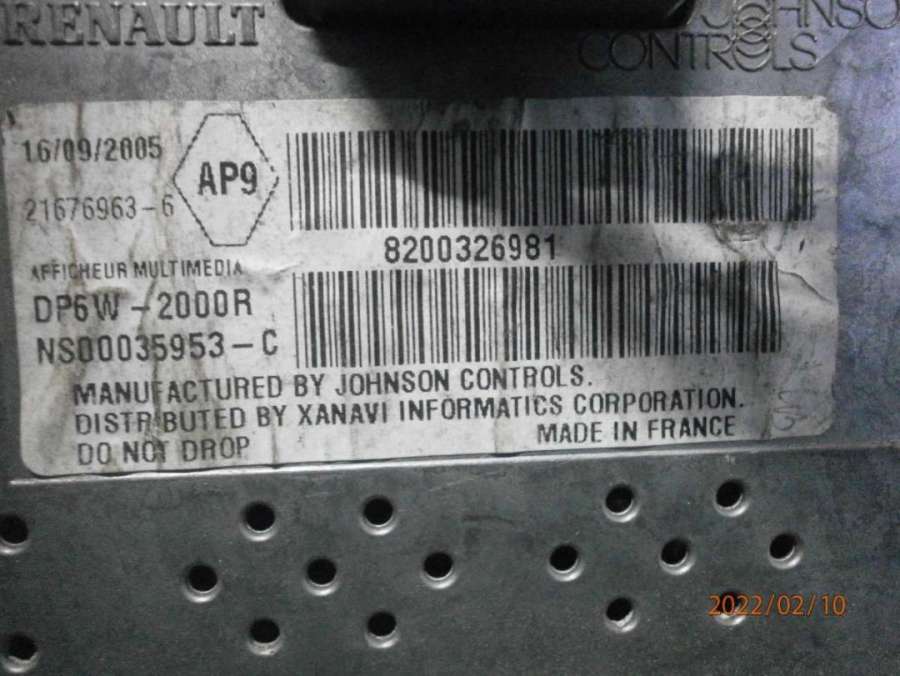 RENAULT
JOHNSON
CONTROLS
16/09/2005
AP9
21676963-6
8200326981
AFFICHEUR MULTIMEDIA
DP6W-2000R
NS00035953-C
MANUFACTURED BY JOHNSON CONTROLS.
DISTRIBUTED BY XANAVI INFORMATICS CORPORATION.
DO NOT DROP
MADE IN FRANCE
2022/02/10